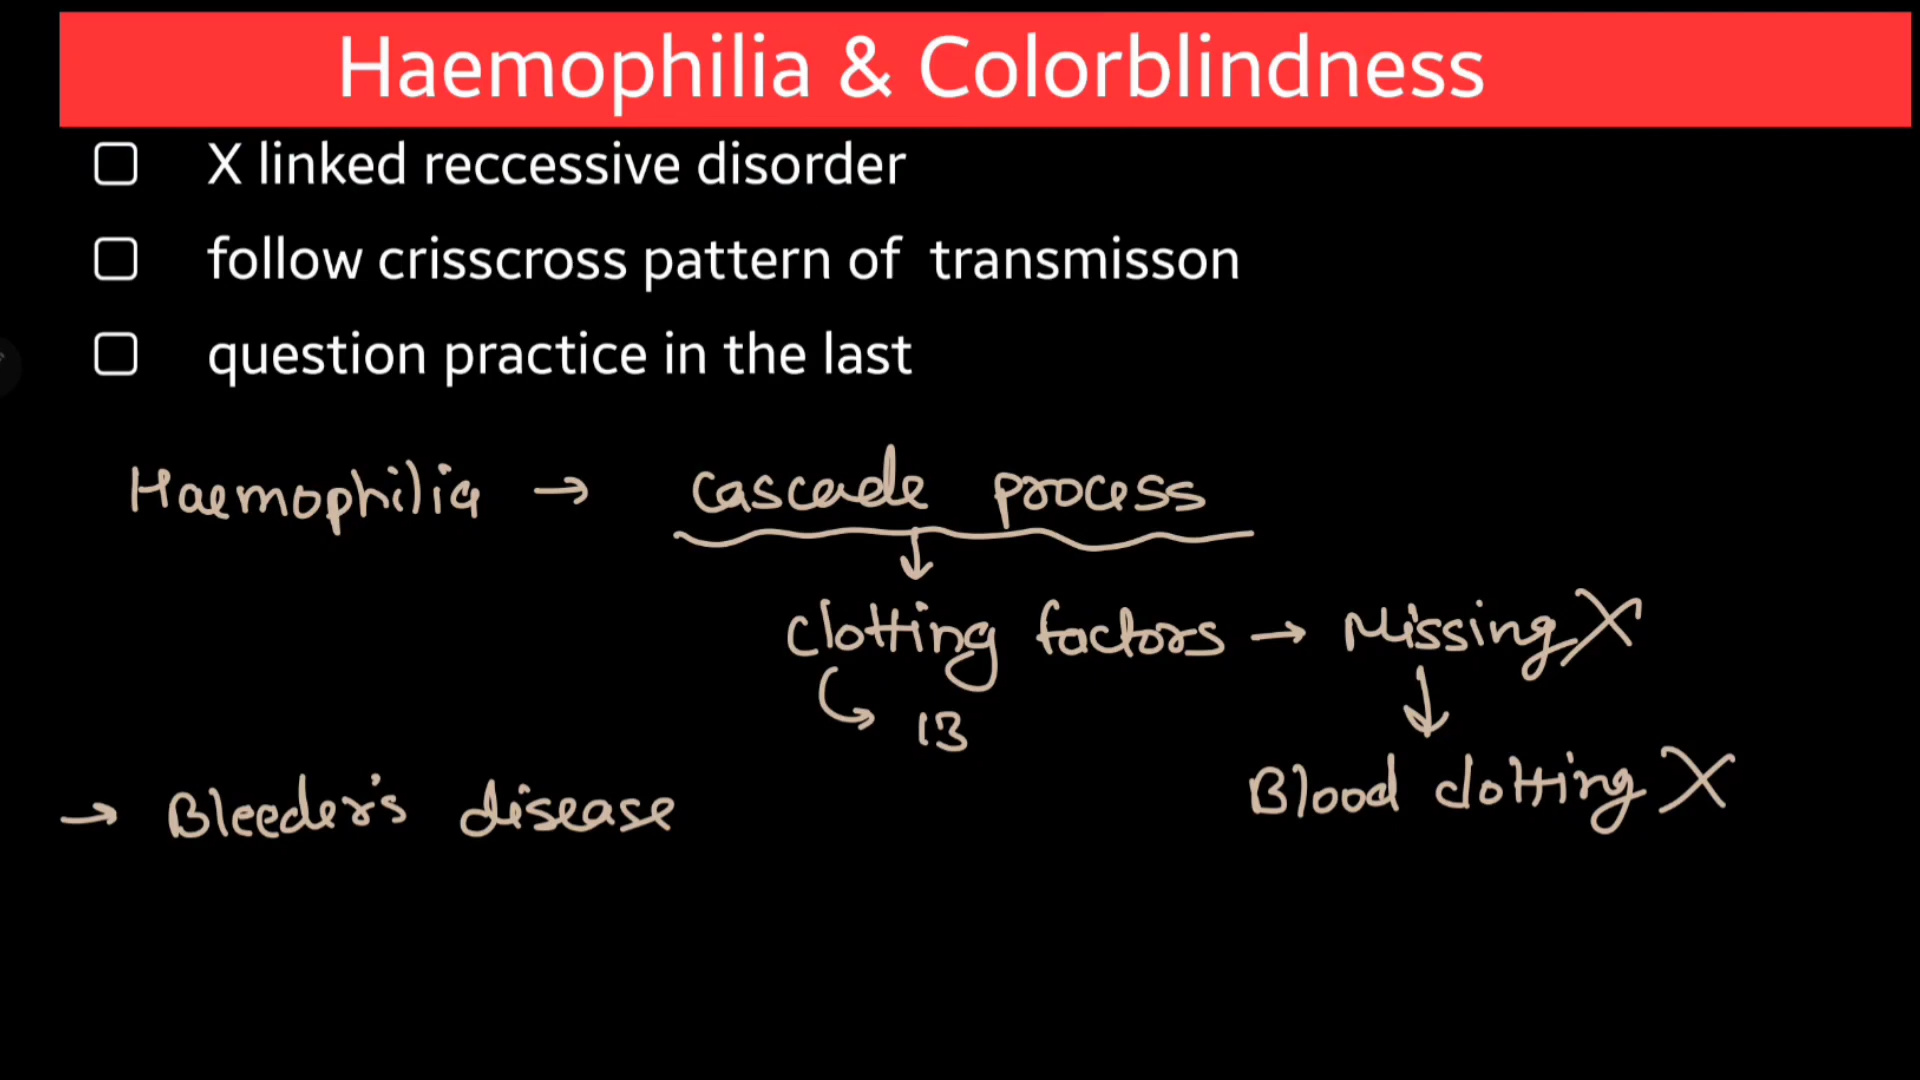 Haemophilia & Colorblindness
X linked reccessive disorder
follow crisscross pattern of transmisson
question practice in the last
Haemophilia → cascade process
↓
clotting factors → Missing X
↳ 13
↓
Blood clotting X
→ Bleeder's disease